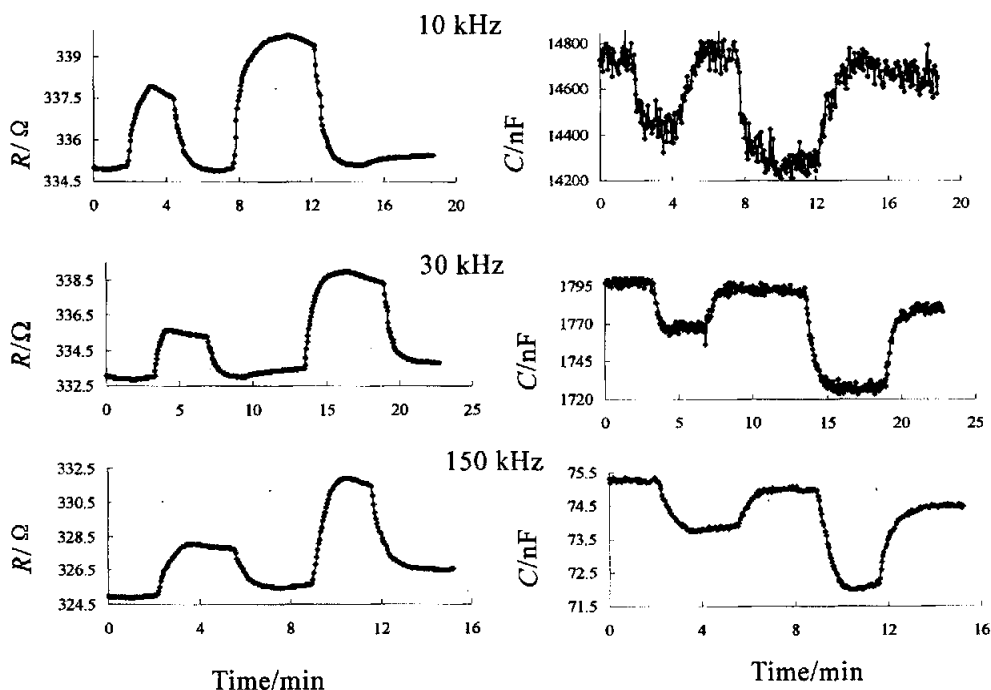 10 kHz
R/ Ω
339
337.5
336
334.5
0 4 8 12 16 20
C/nF
14800
14600
14400
14200
0 4 8 12 16 20
30 kHz
R/Ω
338.5
336.5
334.5
332.5
0 5 10 15 20 25
C/nF
1795
1770
1745
1720
0 5 10 15 20 25
150 kHz
R/ Ω
332.5
330.5
328.5
326.5
324.5
0 4 8 12 16
C/nF
75.5
74.5
73.5
72.5
71.5
0 4 8 12 16
Time/min
Time/min